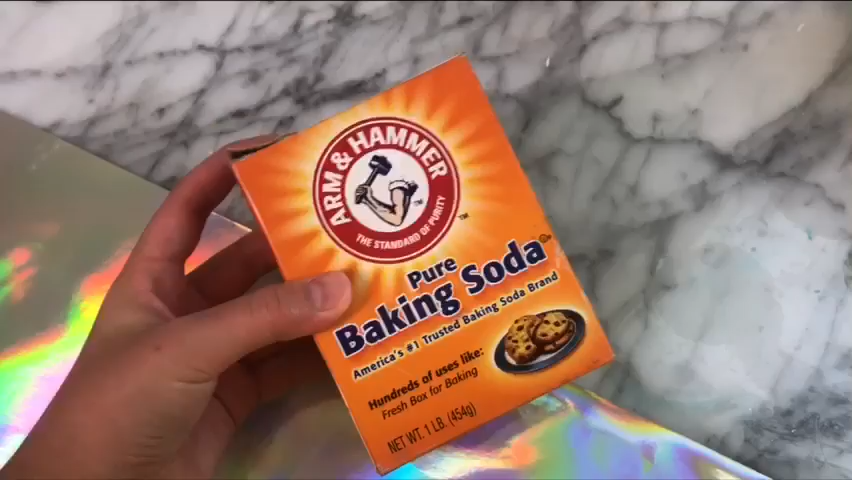 ARM & HAMMER
THE STANDARD OF PURITY
™
Pure
Baking Soda
America's #1 Trusted Baking Soda Brand
Hundreds of uses like:
Fresh Box for Baking
NET WT. 1 LB. (454g)